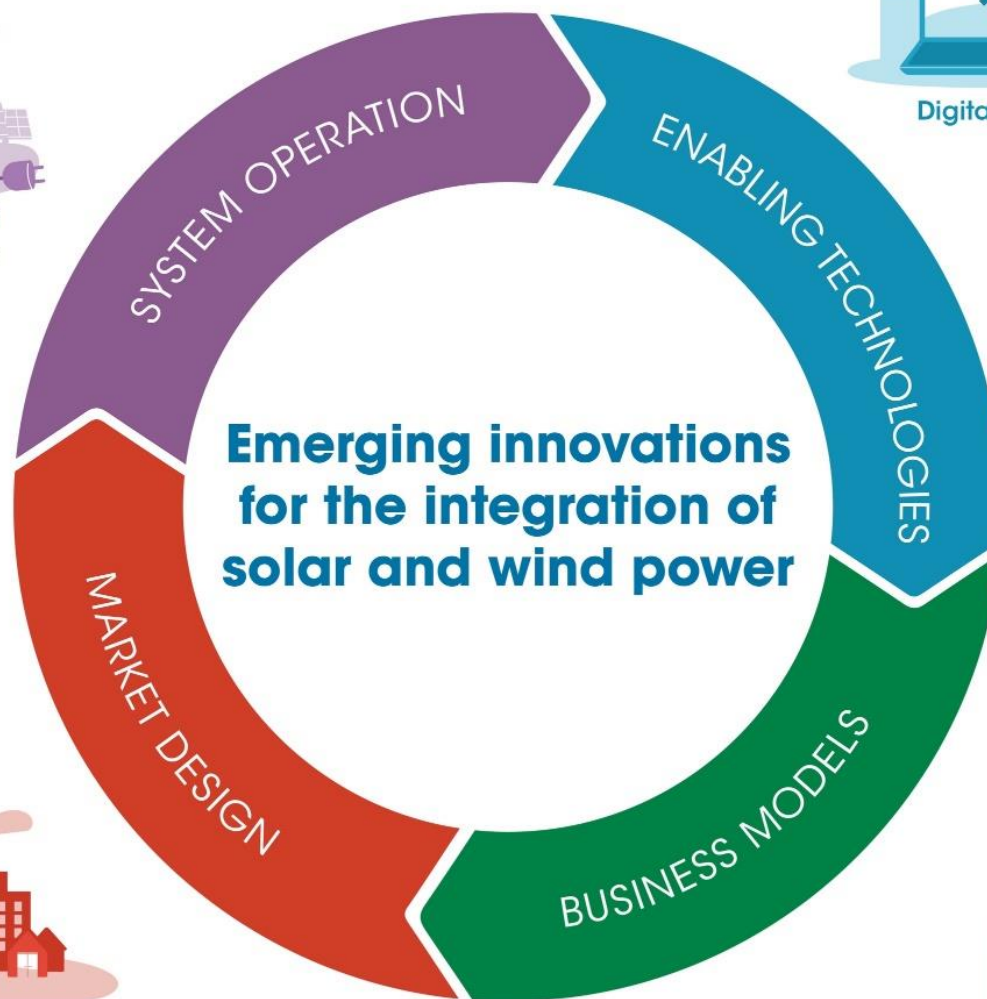 SYSTEM OPERATION
ENABLING TECHNOLOGIES
Emerging innovations
for the integration of
solar and wind power
MARKET DESIGN
BUSINESS MODELS